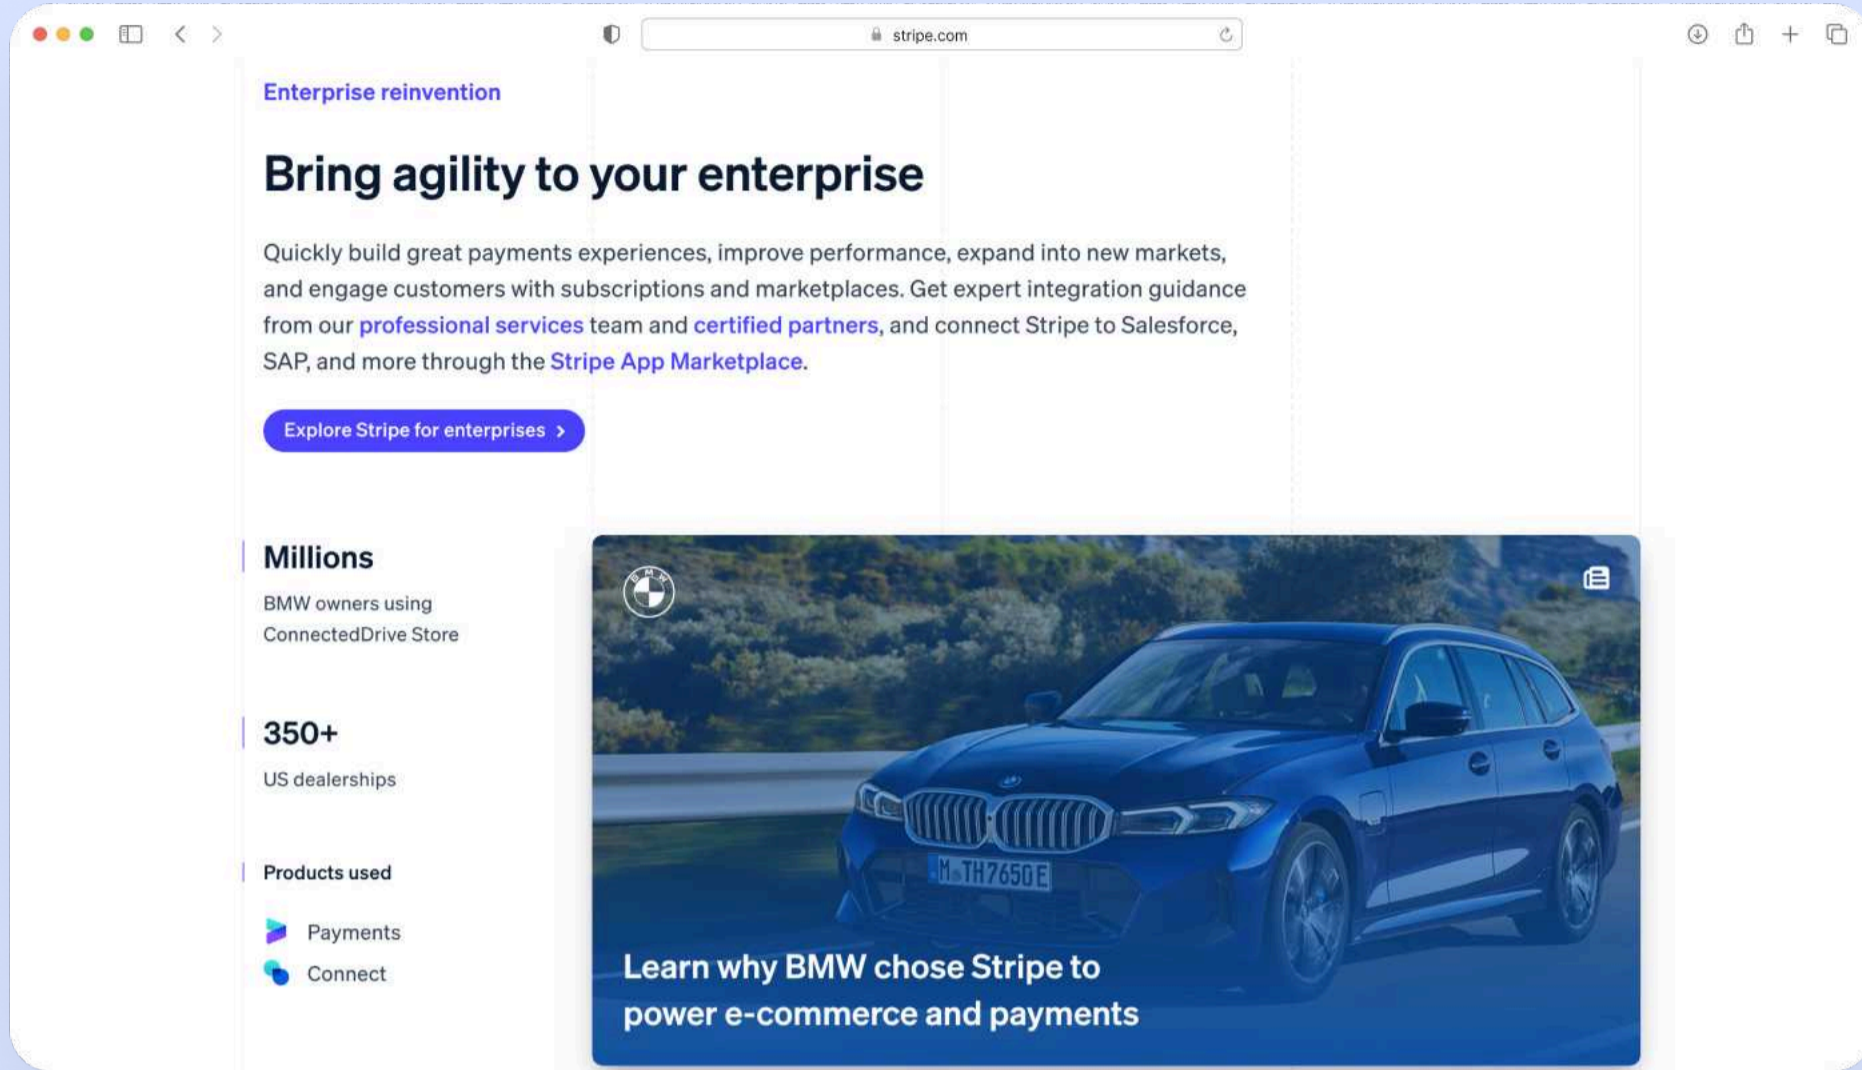 stripe.com
Enterprise reinvention
Bring agility to your enterprise
Quickly build great payments experiences, improve performance, expand into new markets,
and engage customers with subscriptions and marketplaces. Get expert integration guidance
from our professional services team and certified partners, and connect Stripe to Salesforce,
SAP, and more through the Stripe App Marketplace.
Explore Stripe for enterprises
Millions
BMW owners using
ConnectedDrive Store
350+
US dealerships
Products used
Payments
Connect
BMW
M TH 7650E
Learn why BMW chose Stripe to
power e-commerce and payments